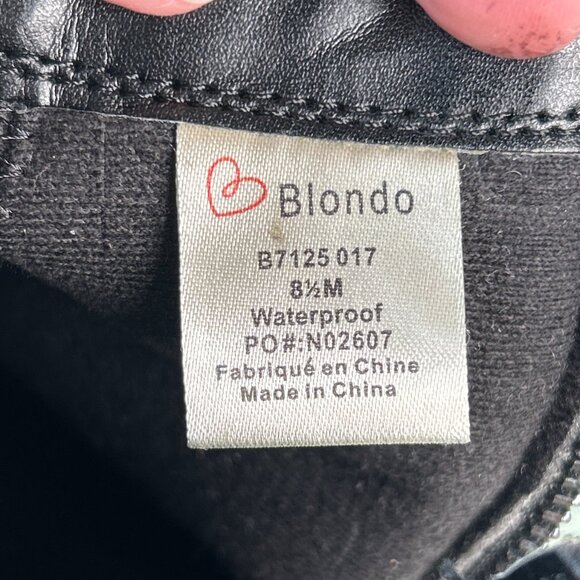 Blondo
B7125 017
8½M
Waterproof
PO#:N02607
Fabriqué en Chine
Made in China